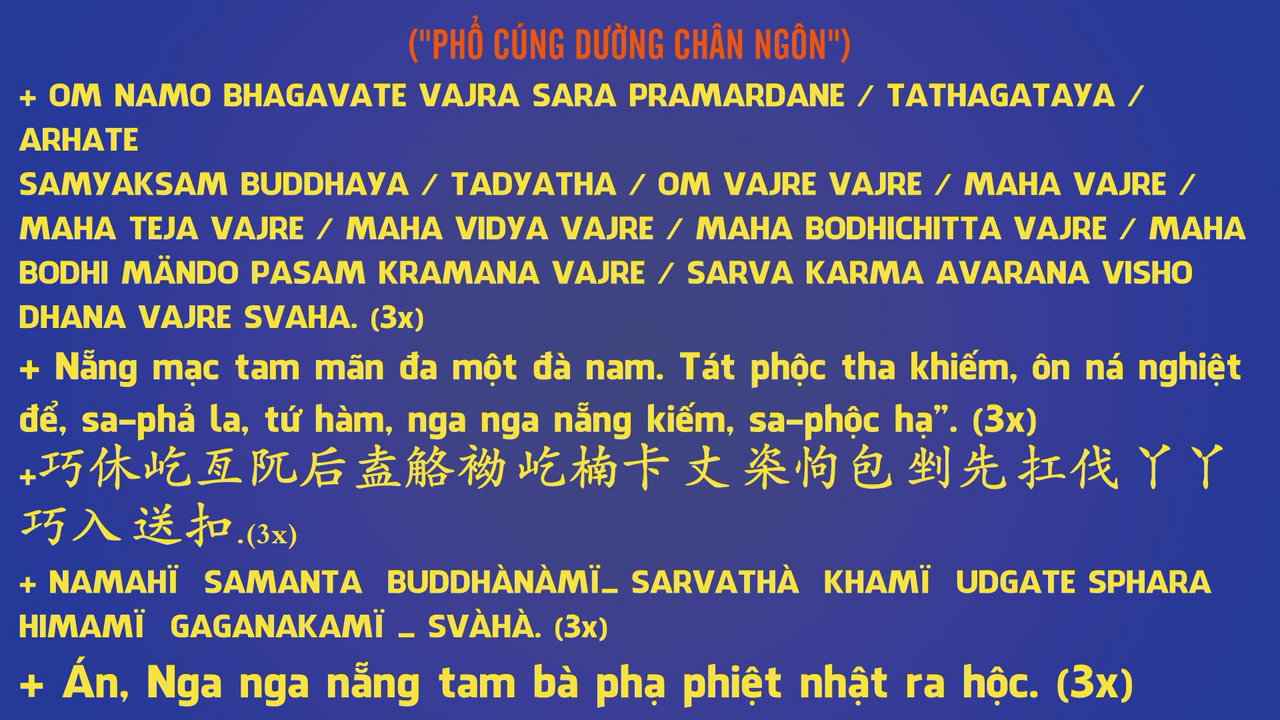 ("PHỔ CÚNG DƯỜNG CHÂN NGÔN")
+ OM NAMO BHAGAVATE VAJRA SARA PRAMARDANE / TATHAGATAYA /
ARHATE
SAMYAKSAM BUDDHAYA / TADYATHA / OM VAJRE VAJRE / MAHA VAJRE /
MAHA TEJA VAJRE / MAHA VIDYA VAJRE / MAHA BODHICHITTA VAJRE / MAHA
BODHI MÄNDO PASAM KRAMANA VAJRE / SARVA KARMA AVARANA VISHO
DHANA VAJRE SVAHA. (3x)
+ Nẵng mạc tam mãn đa một đà nam. Tát phộc tha khiếm, ôn ná nghiệt
để, sa-phả la, tứ hàm, nga nga nẵng kiếm, sa-phộc hạ”. (3x)
+巧休屹亙阢后盍觡袎屹楠卡丈栥怐包剉先扛伐丫丫
巧入送扣.(3x)
+ NAMAHÏ SAMANTA BUDDHÀNÀMÏ_ SARVATHÀ KHAMÏ UDGATE SPHARA
HIMAMÏ GAGANAKAMÏ _ SVÀHÀ. (3x)
+ Án, Nga nga nẵng tam bà phạ phiệt nhật ra hộc. (3x)